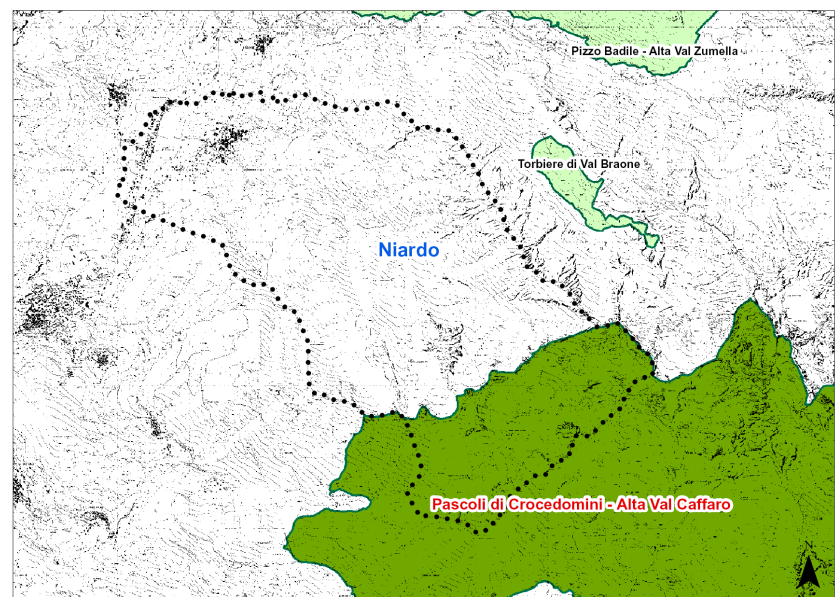 Pizzo Badile - Alta Val Zumella
Torbiere di Val Braone
Niardo
Pascoli di Crocedomini - Alta Val Caffaro
N